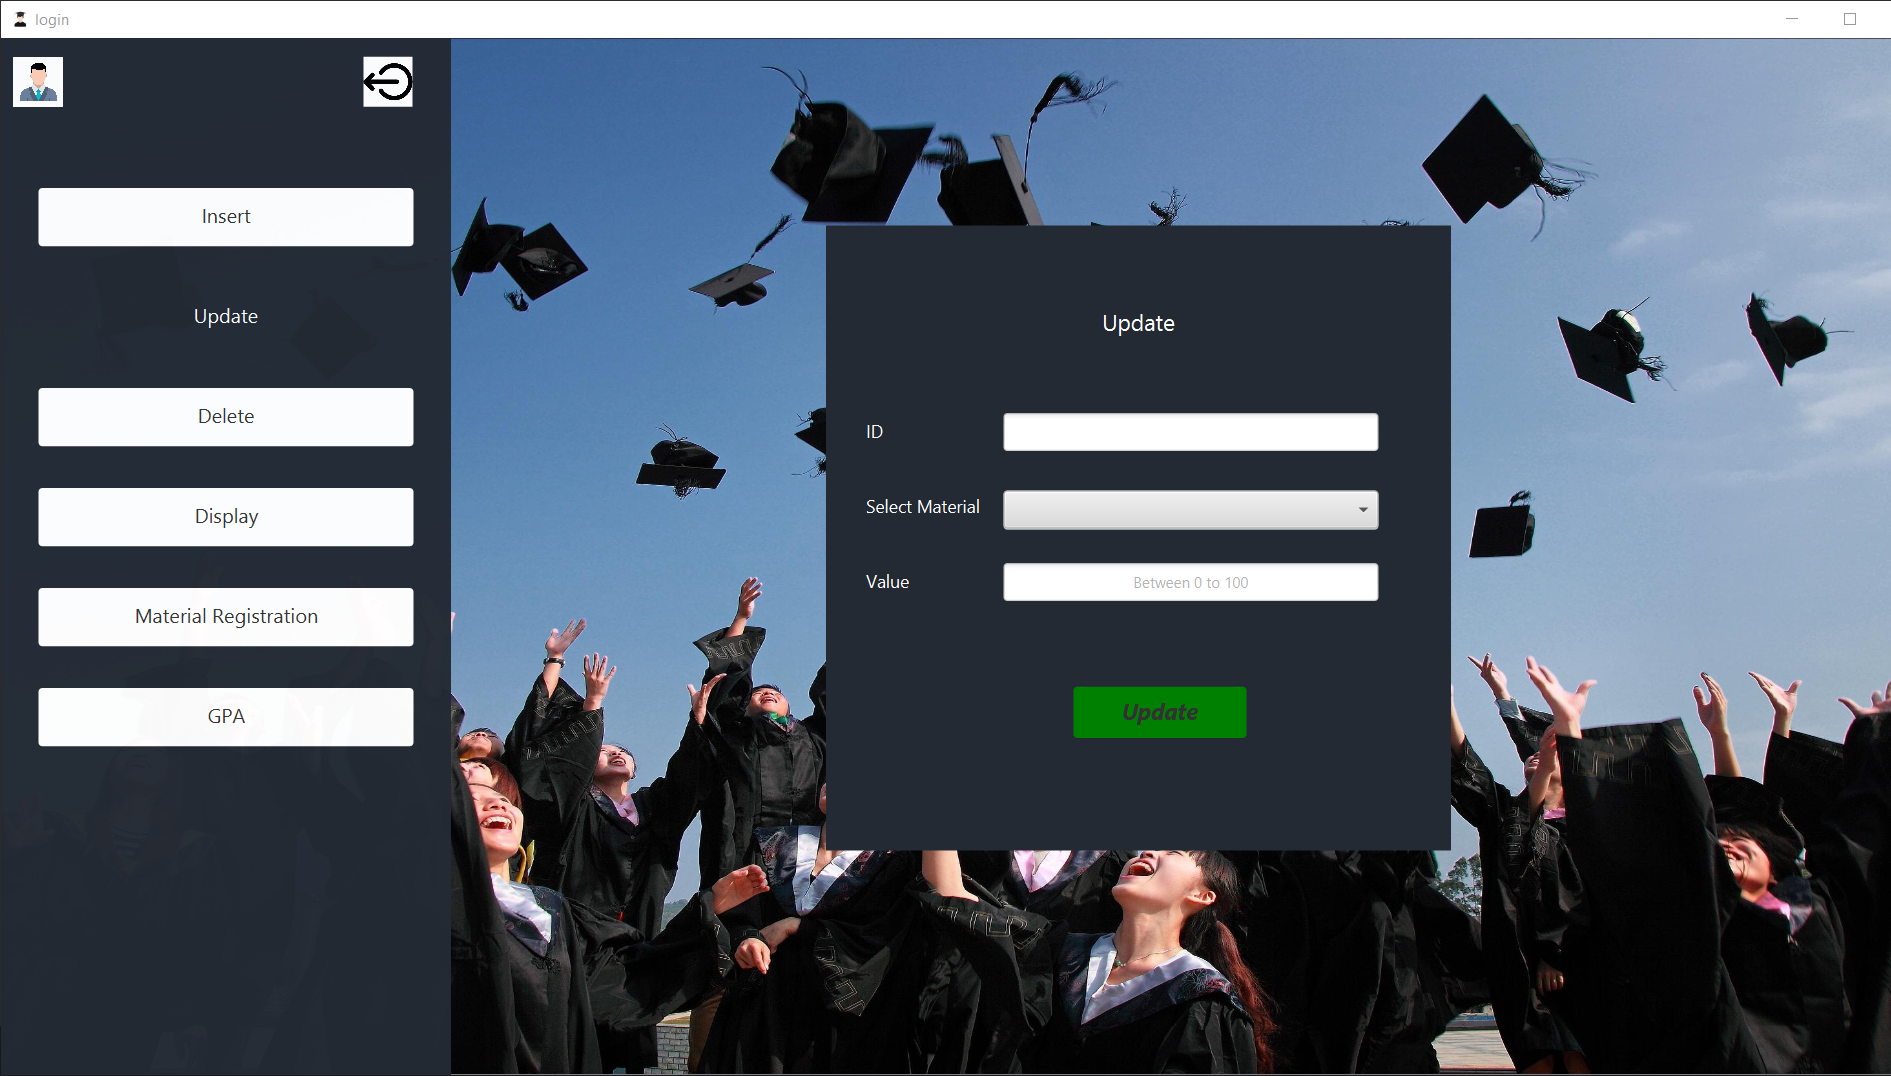 login
Insert
Update
Delete
Display
Material Registration
GPA
Update
ID
Select Material
Value
Between 0 to 100
Update